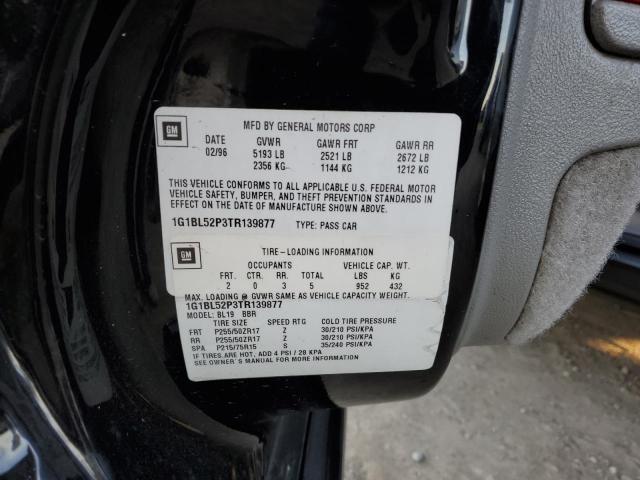 GM
MFD BY GENERAL MOTORS CORP
DATE GVWR GAWR FRT GAWR RR
02/96 5193 LB 2521 LB 2672 LB
2356 KG 1144 KG 1212 KG
THIS VEHICLE CONFORMS TO ALL APPLICABLE U.S. FEDERAL MOTOR
VEHICLE SAFETY, BUMPER, AND THEFT PREVENTION STANDARDS IN
EFFECT ON THE DATE OF MANUFACTURE SHOWN ABOVE.
1G1BL52P3TR139877 TYPE: PASS CAR
GM
TIRE-LOADING INFORMATION
OCCUPANTS VEHICLE CAP. WT.
FRT. CTR. RR. TOTAL LBS KG
2 0 3 5 952 432
MAX. LOADING @ GVWR SAME AS VEHICLE CAPACITY WEIGHT.
1G1BL52P3TR139877
MODEL: BL19 BBR
TIRE SIZE SPEED RTG COLD TIRE PRESSURE
FRT P255/50ZR17 Z 30/210 PSI/KPA
RR P255/50ZR17 Z 30/210 PSI/KPA
SPA P215/75R15 S 35/240 PSI/KPA
IF TIRES ARE HOT, ADD 4 PSI / 28 KPA
SEE OWNER'S MANUAL FOR MORE INFORMATION